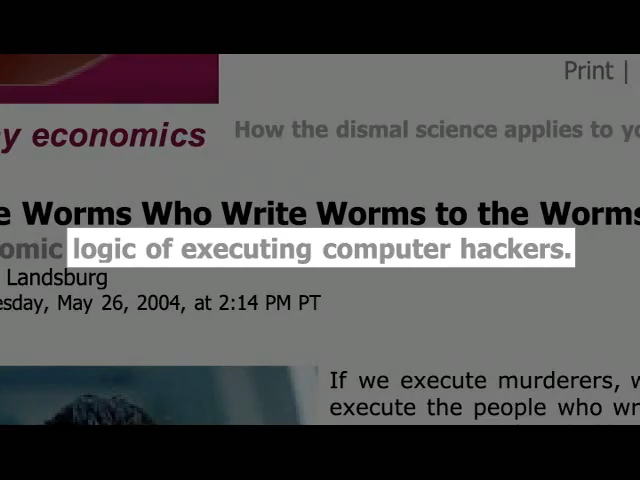 Print |
y economics
How the dismal science applies to yo
e Worms Who Write Worms to the Worms
omic logic of executing computer hackers.
Landsburg
esday, May 26, 2004, at 2:14 PM PT
If we execute murderers, w
execute the people who wr